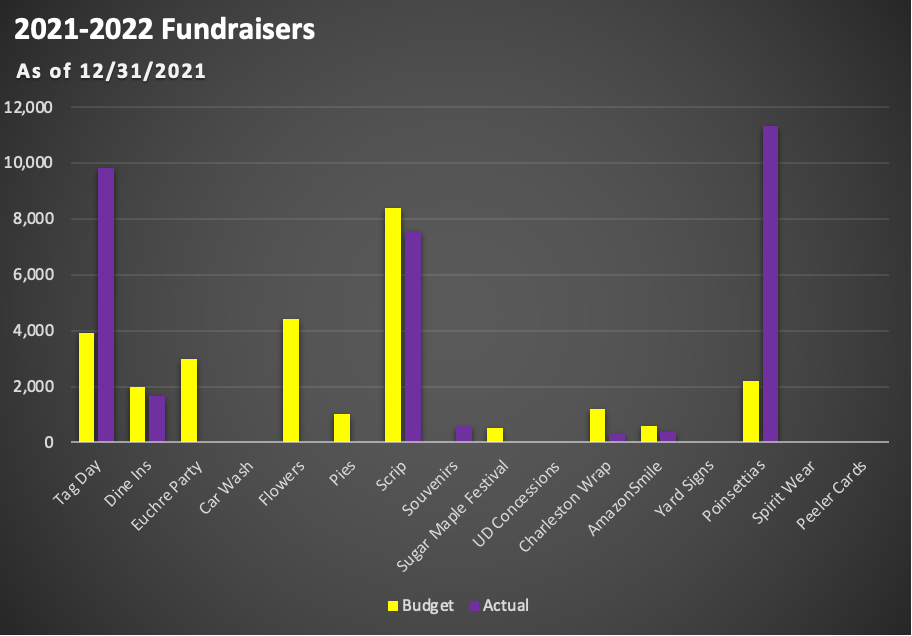 2021-2022 Fundraisers
As of 12/31/2021
12,000
10,000
8,000
6,000
4,000
2,000
0
Tag Day
Dine Ins
Euchre Party
Car Wash
Flowers
Pies
Scrip
Souvenirs
Sugar Maple Festival
UD Concessions
Charleston Wrap
AmazonSmile
Yard Signs
Poinsettias
Spirit Wear
Peeler Cards
Budget Actual